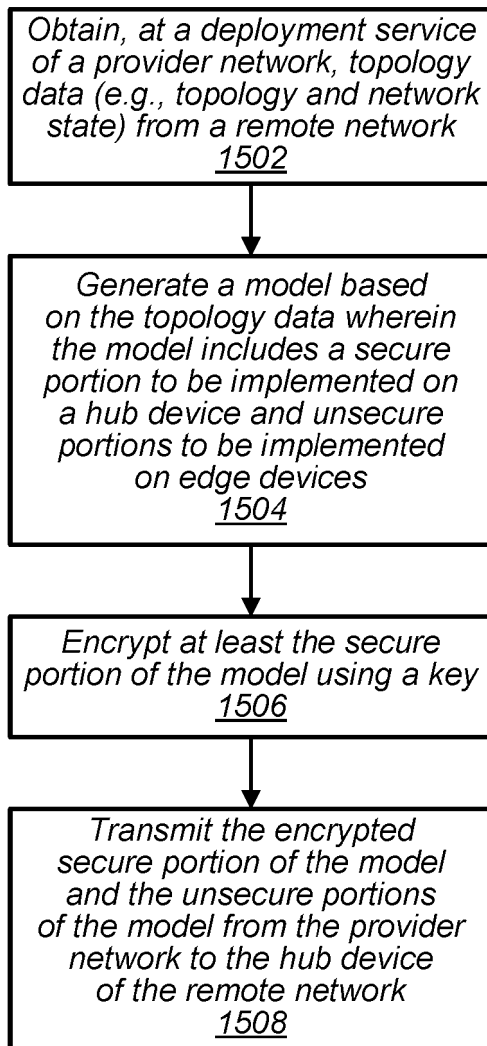 Obtain, at a deployment service
of a provider network, topology
data (e.g., topology and network
state) from a remote network
1502
Generate a model based
on the topology data wherein
the model includes a secure
portion to be implemented on
a hub device and unsecure
portions to be implemented
on edge devices
1504
Encrypt at least the secure
portion of the model using a key
1506
Transmit the encrypted
secure portion of the model
and the unsecure portions
of the model from the provider
network to the hub device
of the remote network
1508